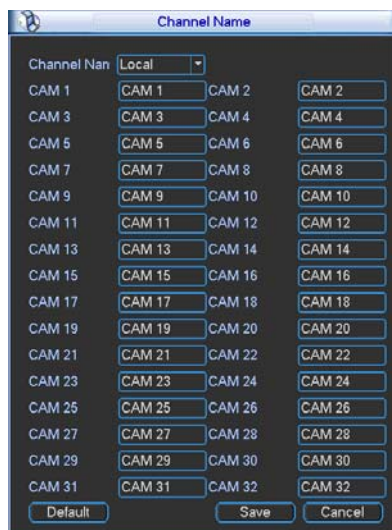 Channel Name
Channel Nan Local
CAM 1 CAM 1 CAM 2 CAM 2
CAM 3 CAM 3 CAM 4 CAM 4
CAM 5 CAM 5 CAM 6 CAM 6
CAM 7 CAM 7 CAM 8 CAM 8
CAM 9 CAM 9 CAM 10 CAM 10
CAM 11 CAM 11 CAM 12 CAM 12
CAM 13 CAM 13 CAM 14 CAM 14
CAM 15 CAM 15 CAM 16 CAM 16
CAM 17 CAM 17 CAM 18 CAM 18
CAM 19 CAM 19 CAM 20 CAM 20
CAM 21 CAM 21 CAM 22 CAM 22
CAM 23 CAM 23 CAM 24 CAM 24
CAM 25 CAM 25 CAM 26 CAM 26
CAM 27 CAM 27 CAM 28 CAM 28
CAM 29 CAM 29 CAM 30 CAM 30
CAM 31 CAM 31 CAM 32 CAM 32
Default Save Cancel